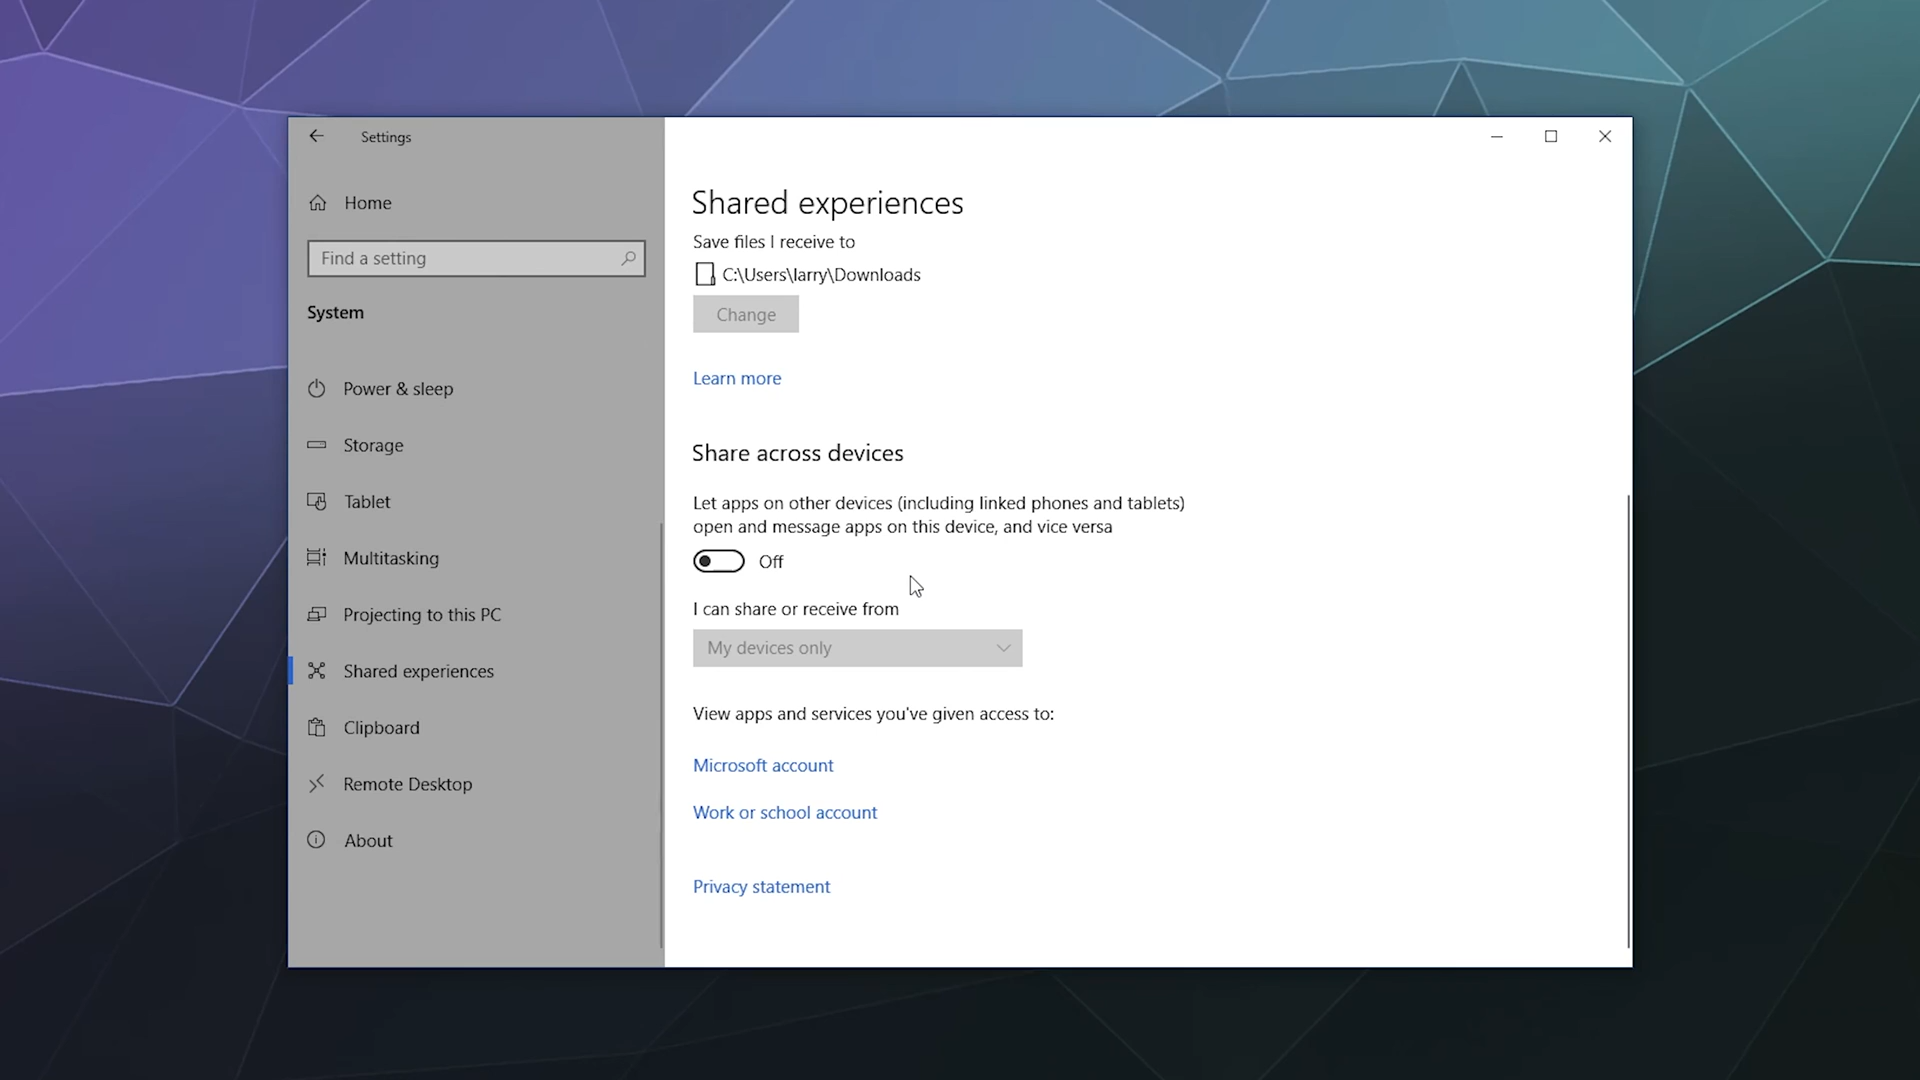 Settings
Home
Find a setting
System
Power & sleep
Storage
Tablet
Multitasking
Projecting to this PC
Shared experiences
Clipboard
Remote Desktop
About
Shared experiences
Save files I receive to
C:\Users\larry\Downloads
Change
Learn more
Share across devices
Let apps on other devices (including linked phones and tablets)
open and message apps on this device, and vice versa
Off
I can share or receive from
My devices only
View apps and services you've given access to:
Microsoft account
Work or school account
Privacy statement